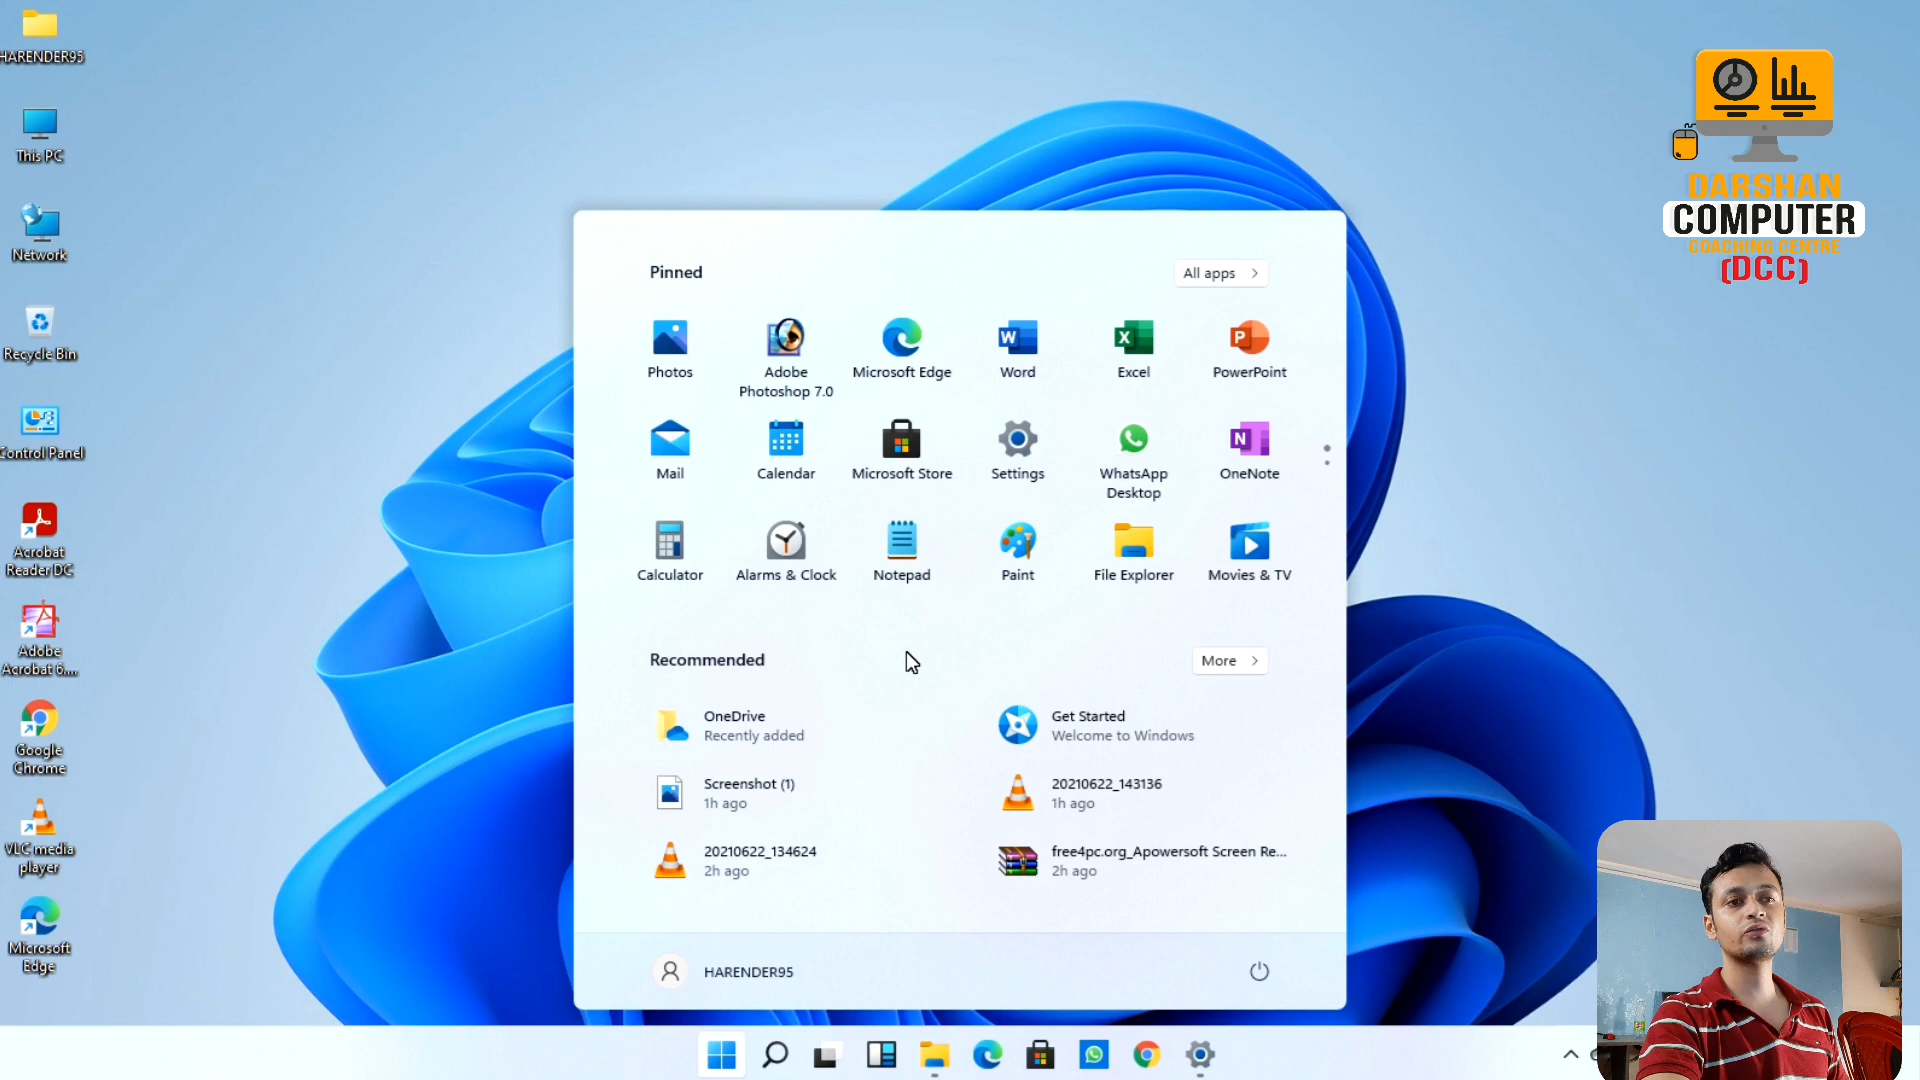 HARENDER95
This PC
Network
Recycle Bin
Control Panel
Acrobat
Reader DC
Adobe
Acrobat 6....
Google
Chrome
VLC media
player
Microsoft
Edge
Pinned
All apps
Photos
Adobe
Photoshop 7.0
Microsoft Edge
Word
Excel
PowerPoint
Mail
Calendar
Microsoft Store
Settings
WhatsApp
Desktop
OneNote
Calculator
Alarms & Clock
Notepad
Paint
File Explorer
Movies & TV
Recommended
More
OneDrive
Recently added
Get Started
Welcome to Windows
Screenshot (1)
1h ago
20210622_143136
1h ago
20210622_134624
2h ago
free4pc.org_Apowersoft Screen Re...
2h ago
HARENDER95
DARSHAN
COMPUTER
COACHING CENTRE
(DCC)